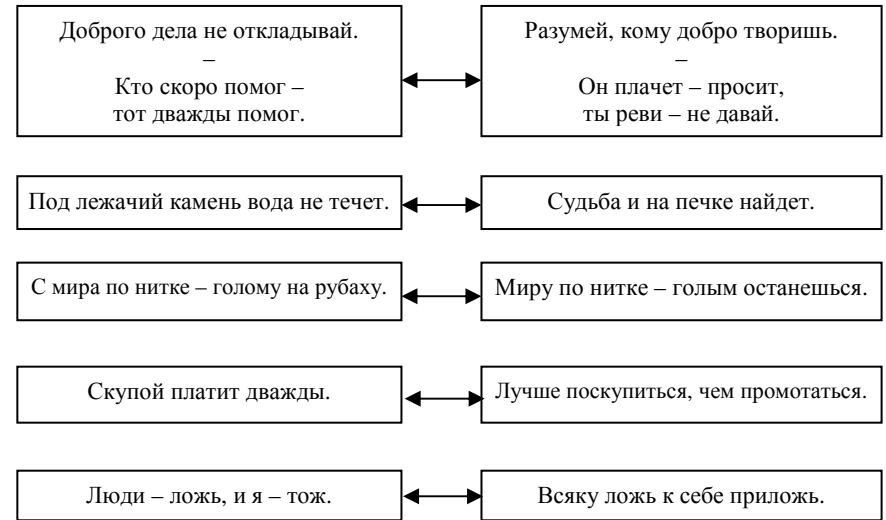 Доброго дела не откладывай.
–
Кто скоро помог –
тот дважды помог.
Разумей, кому добро творишь.
–
Он плачет – просит,
ты реви – не давай.
Под лежачий камень вода не течет.
Судьба и на печке найдет.
С мира по нитке – голому на рубаху.
Миру по нитке – голым останешься.
Скупой платит дважды.
Лучше поскупиться, чем промотаться.
Люди – ложь, и я – тож.
Всяку ложь к себе приложь.